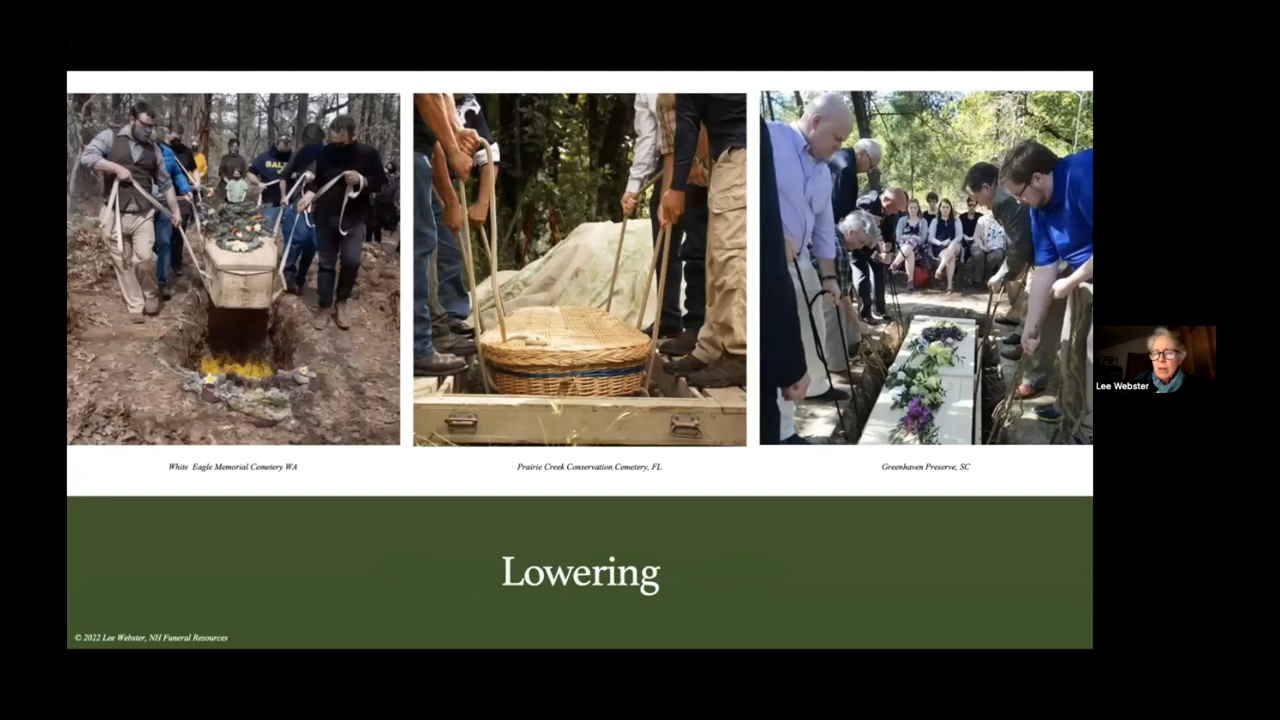 SALT
White Eagle Memorial Cemetery WA
Prairie Creek Conservation Cemetery, FL
Greenhaven Preserve, SC
Lee Webster
Lowering
© 2022 Lee Webster, NH Funeral Resources